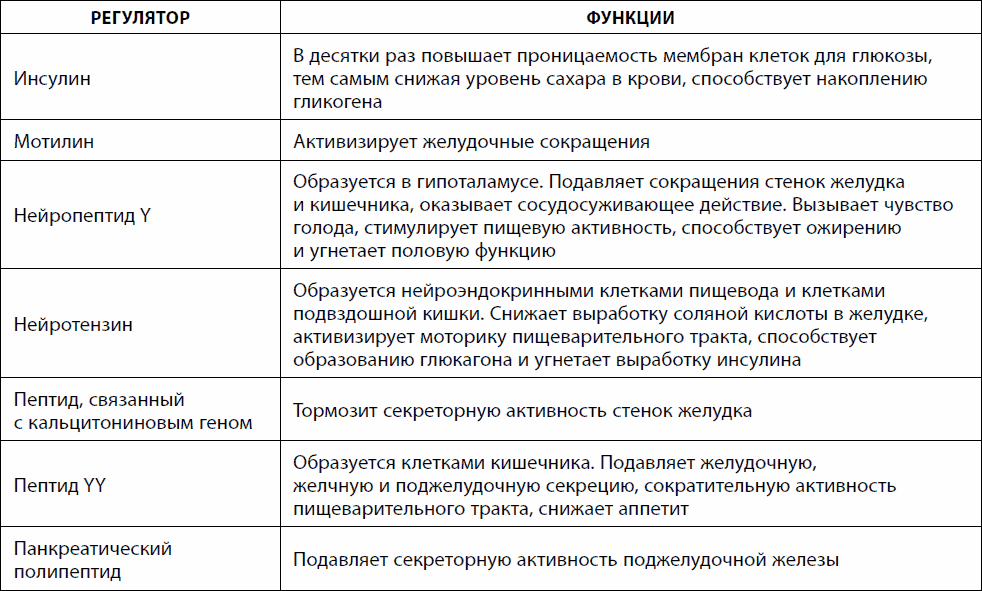 РЕГУЛЯТОР
ФУНКЦИИ
Инсулин
В десятки раз повышает проницаемость мембран клеток для глюкозы,
тем самым снижая уровень сахара в крови, способствует накоплению
гликогена
Мотилин
Активизирует желудочные сокращения
Нейропептид Y
Образуется в гипоталамусе. Подавляет сокращения стенок желудка
и кишечника, оказывает сосудосуживающее действие. Вызывает чувство
голода, стимулирует пищевую активность, способствует ожирению
и угнетает половую функцию
Нейротензин
Образуется нейроэндокринными клетками пищевода и клетками
подвздошной кишки. Снижает выработку соляной кислоты в желудке,
активизирует моторику пищеварительного тракта, способствует
образованию глюкагона и угнетает выработку инсулина
Пептид, связанный
с кальцитониновым геном
Тормозит секреторную активность стенок желудка
Пептид YY
Образуется клетками кишечника. Подавляет желудочную,
желчную и поджелудочную секрецию, сократительную активность
пищеварительного тракта, снижает аппетит
Панкреатический
полипептид
Подавляет секреторную активность поджелудочной железы